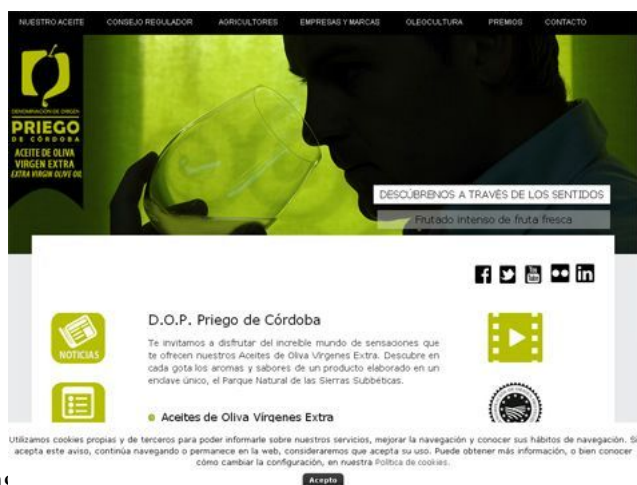 NUESTRO ACEITE CONSEJO REGULADOR AGRICULTORES EMPRESAS Y MARCAS OLEOCULTURA PREMIOS CONTACTO
DENOMINACIÓN DE ORIGEN
PRIEGO
DE CÓRDOBA
ACEITE DE OLIVA
VIRGEN EXTRA
EXTRA VIRGIN OLIVE OIL
DESCÚBRENOS A TRAVÉS DE LOS SENTIDOS
Frutado intenso de fruta fresca
NOTICIAS
D.O.P. Priego de Córdoba
Te invitamos a disfrutar del increíble mundo de sensaciones que
te ofrecen nuestros Aceites de Oliva Vírgenes Extra. Descubre en
cada gota los aromas y sabores de un producto elaborado en un
enclave único, el Parque Natural de las Sierras Subbéticas.
Aceites de Oliva Vírgenes Extra
Utilizamos cookies propias y de terceros para poder informarle sobre nuestros servicios, mejorar la navegación y conocer sus hábitos de navegación. Si
acepta este aviso, continúa navegando o permanece en la web, consideraremos que acepta su uso. Puede obtener más información, o bien conocer
cómo cambiar la configuración, en nuestra Política de cookies.
Acepto